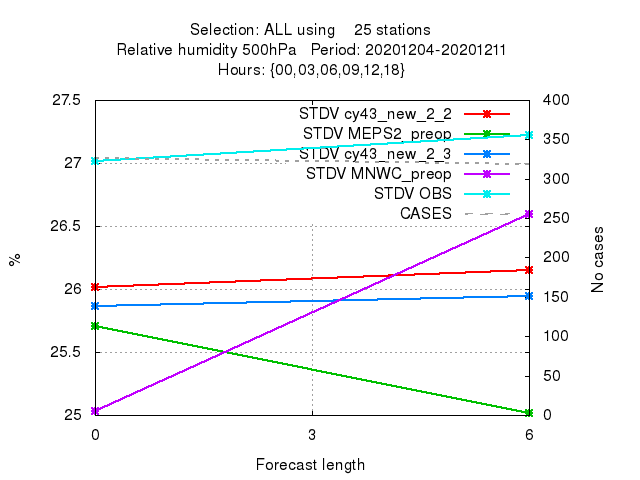 Selection: ALL using 25 stations
Relative humidity 500hPa Period: 20201204-20201211
Hours: {00,03,06,09,12,18}
27.5
27
26.5
26
25.5
25
%
STDV cy43_new_2_2
STDV MEPS2_preop
STDV cy43_new_2_3
STDV MNWC_preop
STDV OBS
CASES
400
350
300
250
200
150
100
50
0
No cases
0 3 6
Forecast length